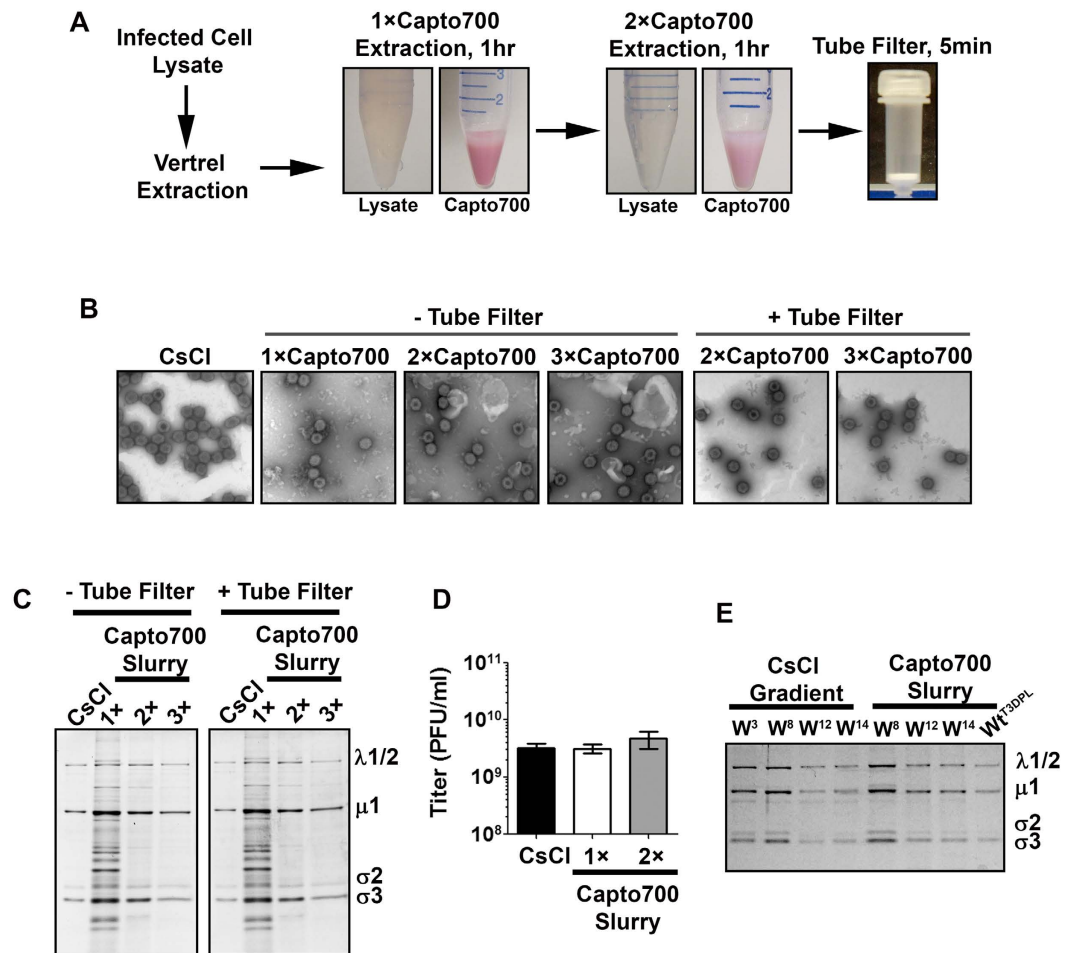 A
Infected Cell
Lysate
Vertrel
Extraction
1×Capto700
Extraction, 1hr
3
2
Lysate
Capto700
2×Capto700
Extraction, 1hr
2
Lysate
Capto700
Tube Filter, 5min
B
- Tube Filter
+ Tube Filter
CsCl
1×Capto700
2×Capto700
3×Capto700
2×Capto700
3×Capto700
C
- Tube Filter
+ Tube Filter
Capto700
Slurry
Capto700
Slurry
CsCl
1×
2×
3×
CsCl
1×
2×
3×
λ1/2
μ1
σ2
σ3
D
Titer (PFU/ml)
10¹¹
10¹⁰
10⁹
10⁸
CsCl
1×
2×
Capto700
Slurry
E
CsCl
Gradient
Capto700
Slurry
W³ W⁸ W¹² W¹⁴ W⁸ W¹² W¹⁴ Wtᵀ³ᴰᴾᴸ
λ1/2
μ1
σ2
σ3